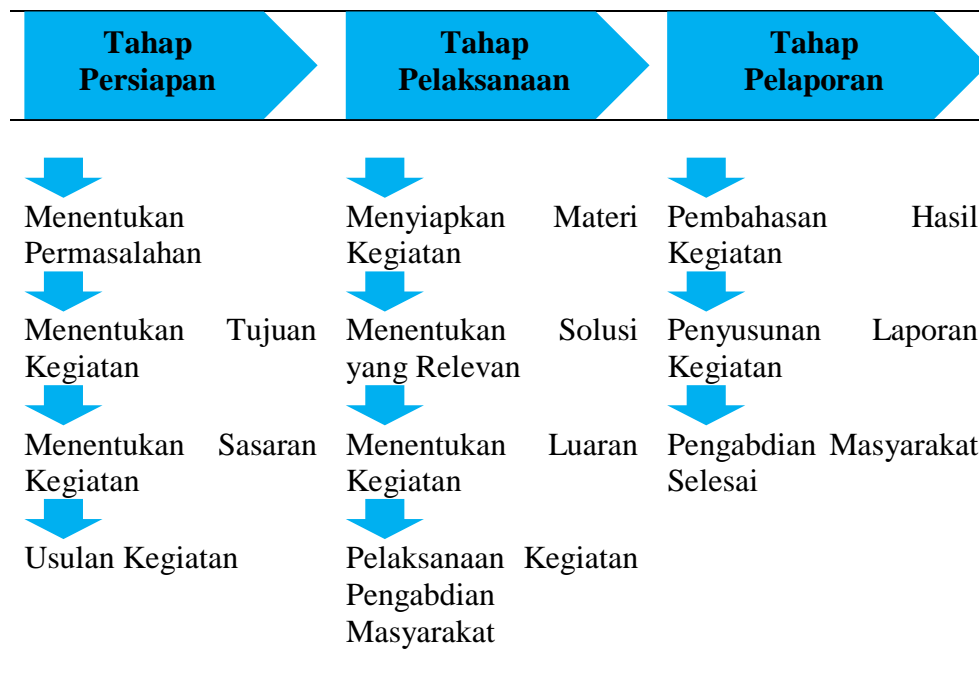 Tahap
Persiapan
Tahap
Pelaksanaan
Tahap
Pelaporan
Menentukan
Permasalahan
Menentukan Tujuan
Kegiatan
Menentukan Sasaran
Kegiatan
Usulan Kegiatan
Menyiapkan Materi
Kegiatan
Menentukan Solusi
yang Relevan
Menentukan Luaran
Kegiatan
Pelaksanaan Kegiatan
Pengabdian
Masyarakat
Pembahasan Hasil
Kegiatan
Penyusunan Laporan
Kegiatan
Pengabdian Masyarakat
Selesai